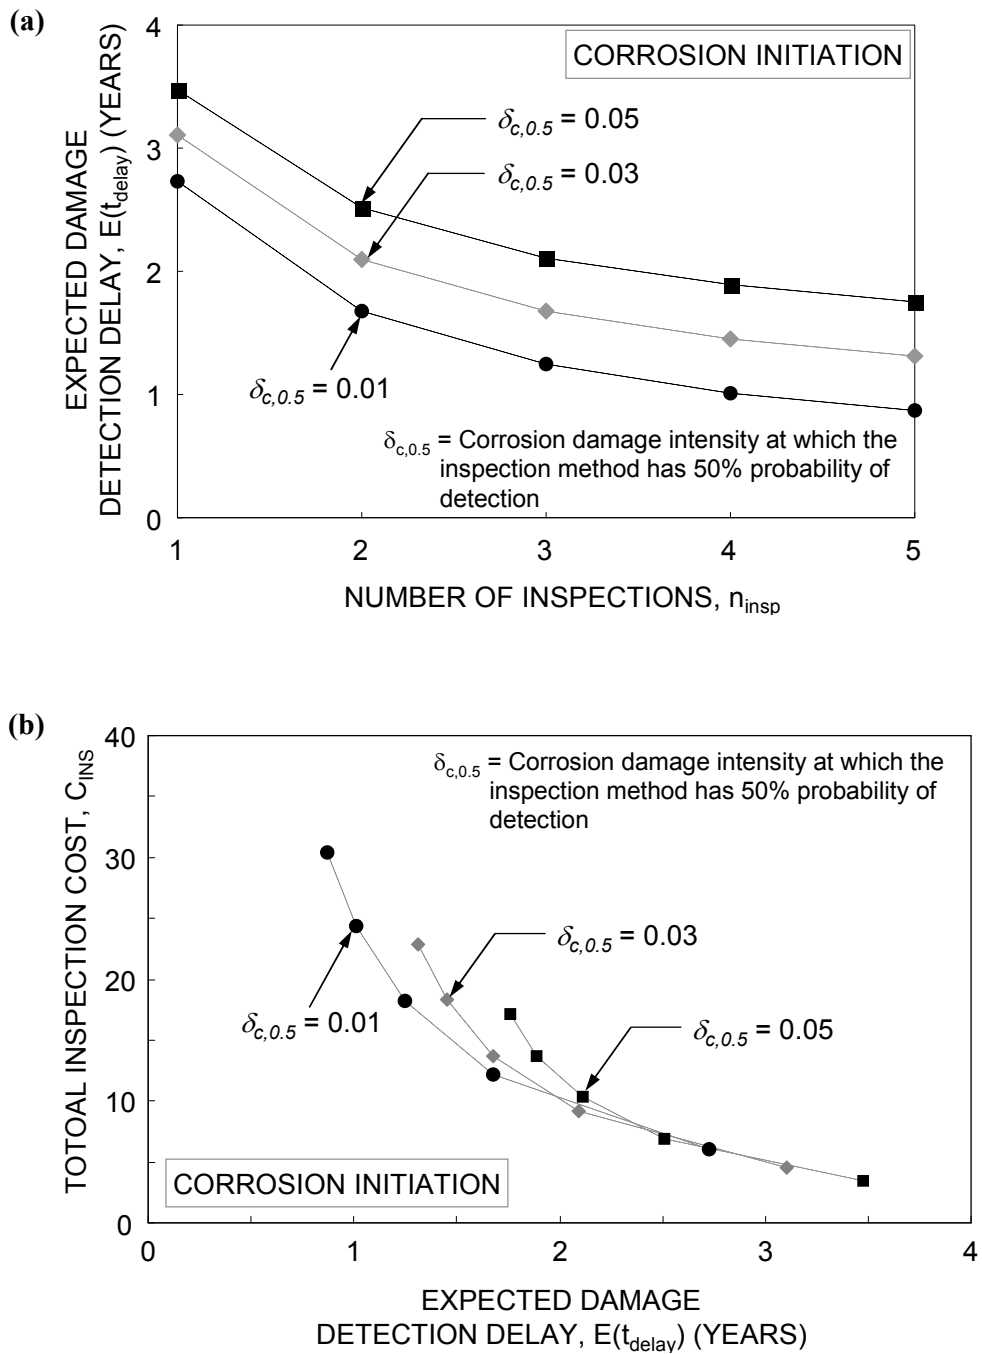 (a)
4
3
2
1
0
EXPECTED DAMAGE
DETECTION DELAY, E(tdelay) (YEARS)
CORROSION INITIATION
δc,0.5 = 0.05
δc,0.5 = 0.03
δc,0.5 = 0.01
δc,0.5 = Corrosion damage intensity at which the
inspection method has 50% probability of
detection
1 2 3 4 5
NUMBER OF INSPECTIONS, ninsp
(b)
40
30
20
10
0
TOTOAL INSPECTION COST, CINS
δc,0.5 = Corrosion damage intensity at which the
inspection method has 50% probability of
detection
δc,0.5 = 0.03
δc,0.5 = 0.01
δc,0.5 = 0.05
CORROSION INITIATION
0 1 2 3 4
EXPECTED DAMAGE
DETECTION DELAY, E(tdelay) (YEARS)